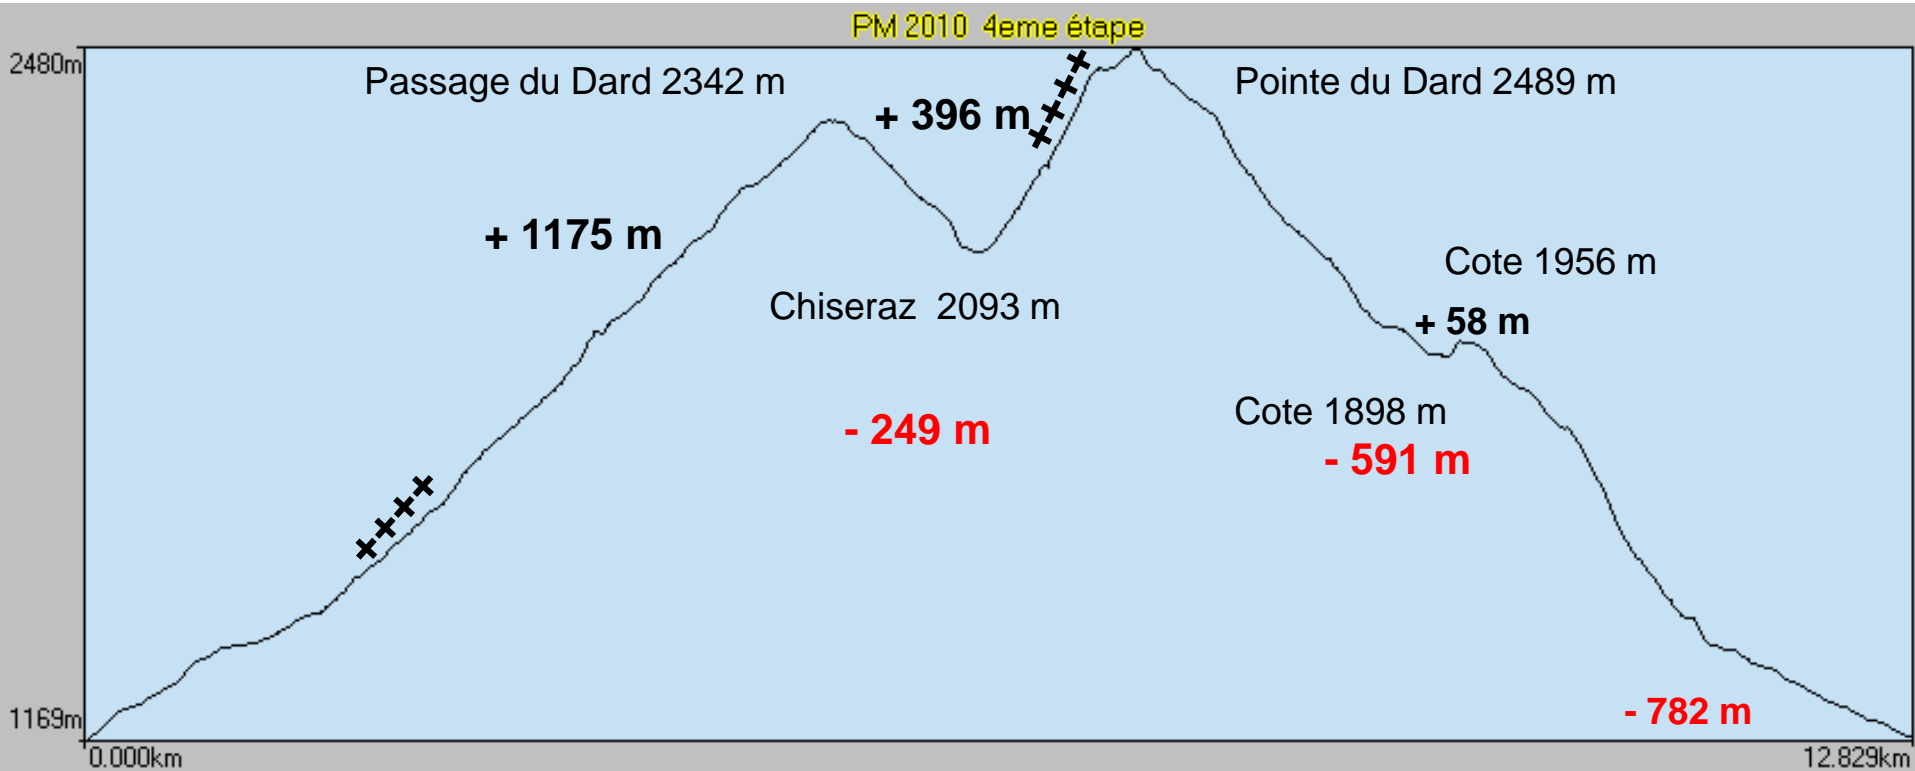 PM 2010 4eme étape
2480m
Passage du Dard 2342 m
Pointe du Dard 2489 m
+ 396 m
+ 1175 m
Cote 1956 m
Chiseraz 2093 m
+ 58 m
Cote 1898 m
- 249 m
- 591 m
1169m
- 782 m
0.000km
12.829km